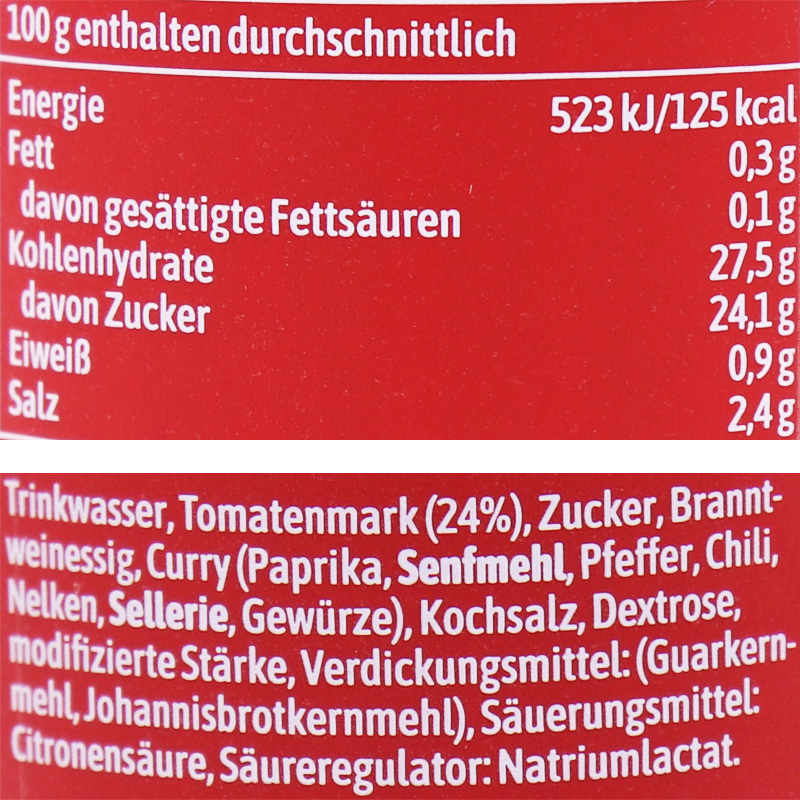 100 g enthalten durchschnittlich
Energie 523 kJ/125 kcal
Fett 0,3 g
davon gesättigte Fettsäuren 0,1 g
Kohlenhydrate 27,5 g
davon Zucker 24,1 g
Eiweiß 0,9 g
Salz 2,4 g
Trinkwasser, Tomatenmark (24%), Zucker, Brannt-
weinessig, Curry (Paprika, Senfmehl, Pfeffer, Chili,
Nelken, Sellerie, Gewürze), Kochsalz, Dextrose,
modifizierte Stärke, Verdickungsmittel: (Guarkern-
mehl, Johannisbrotkernmehl), Säuerungsmittel:
Citronensäure, Säureregulator: Natriumlactat.